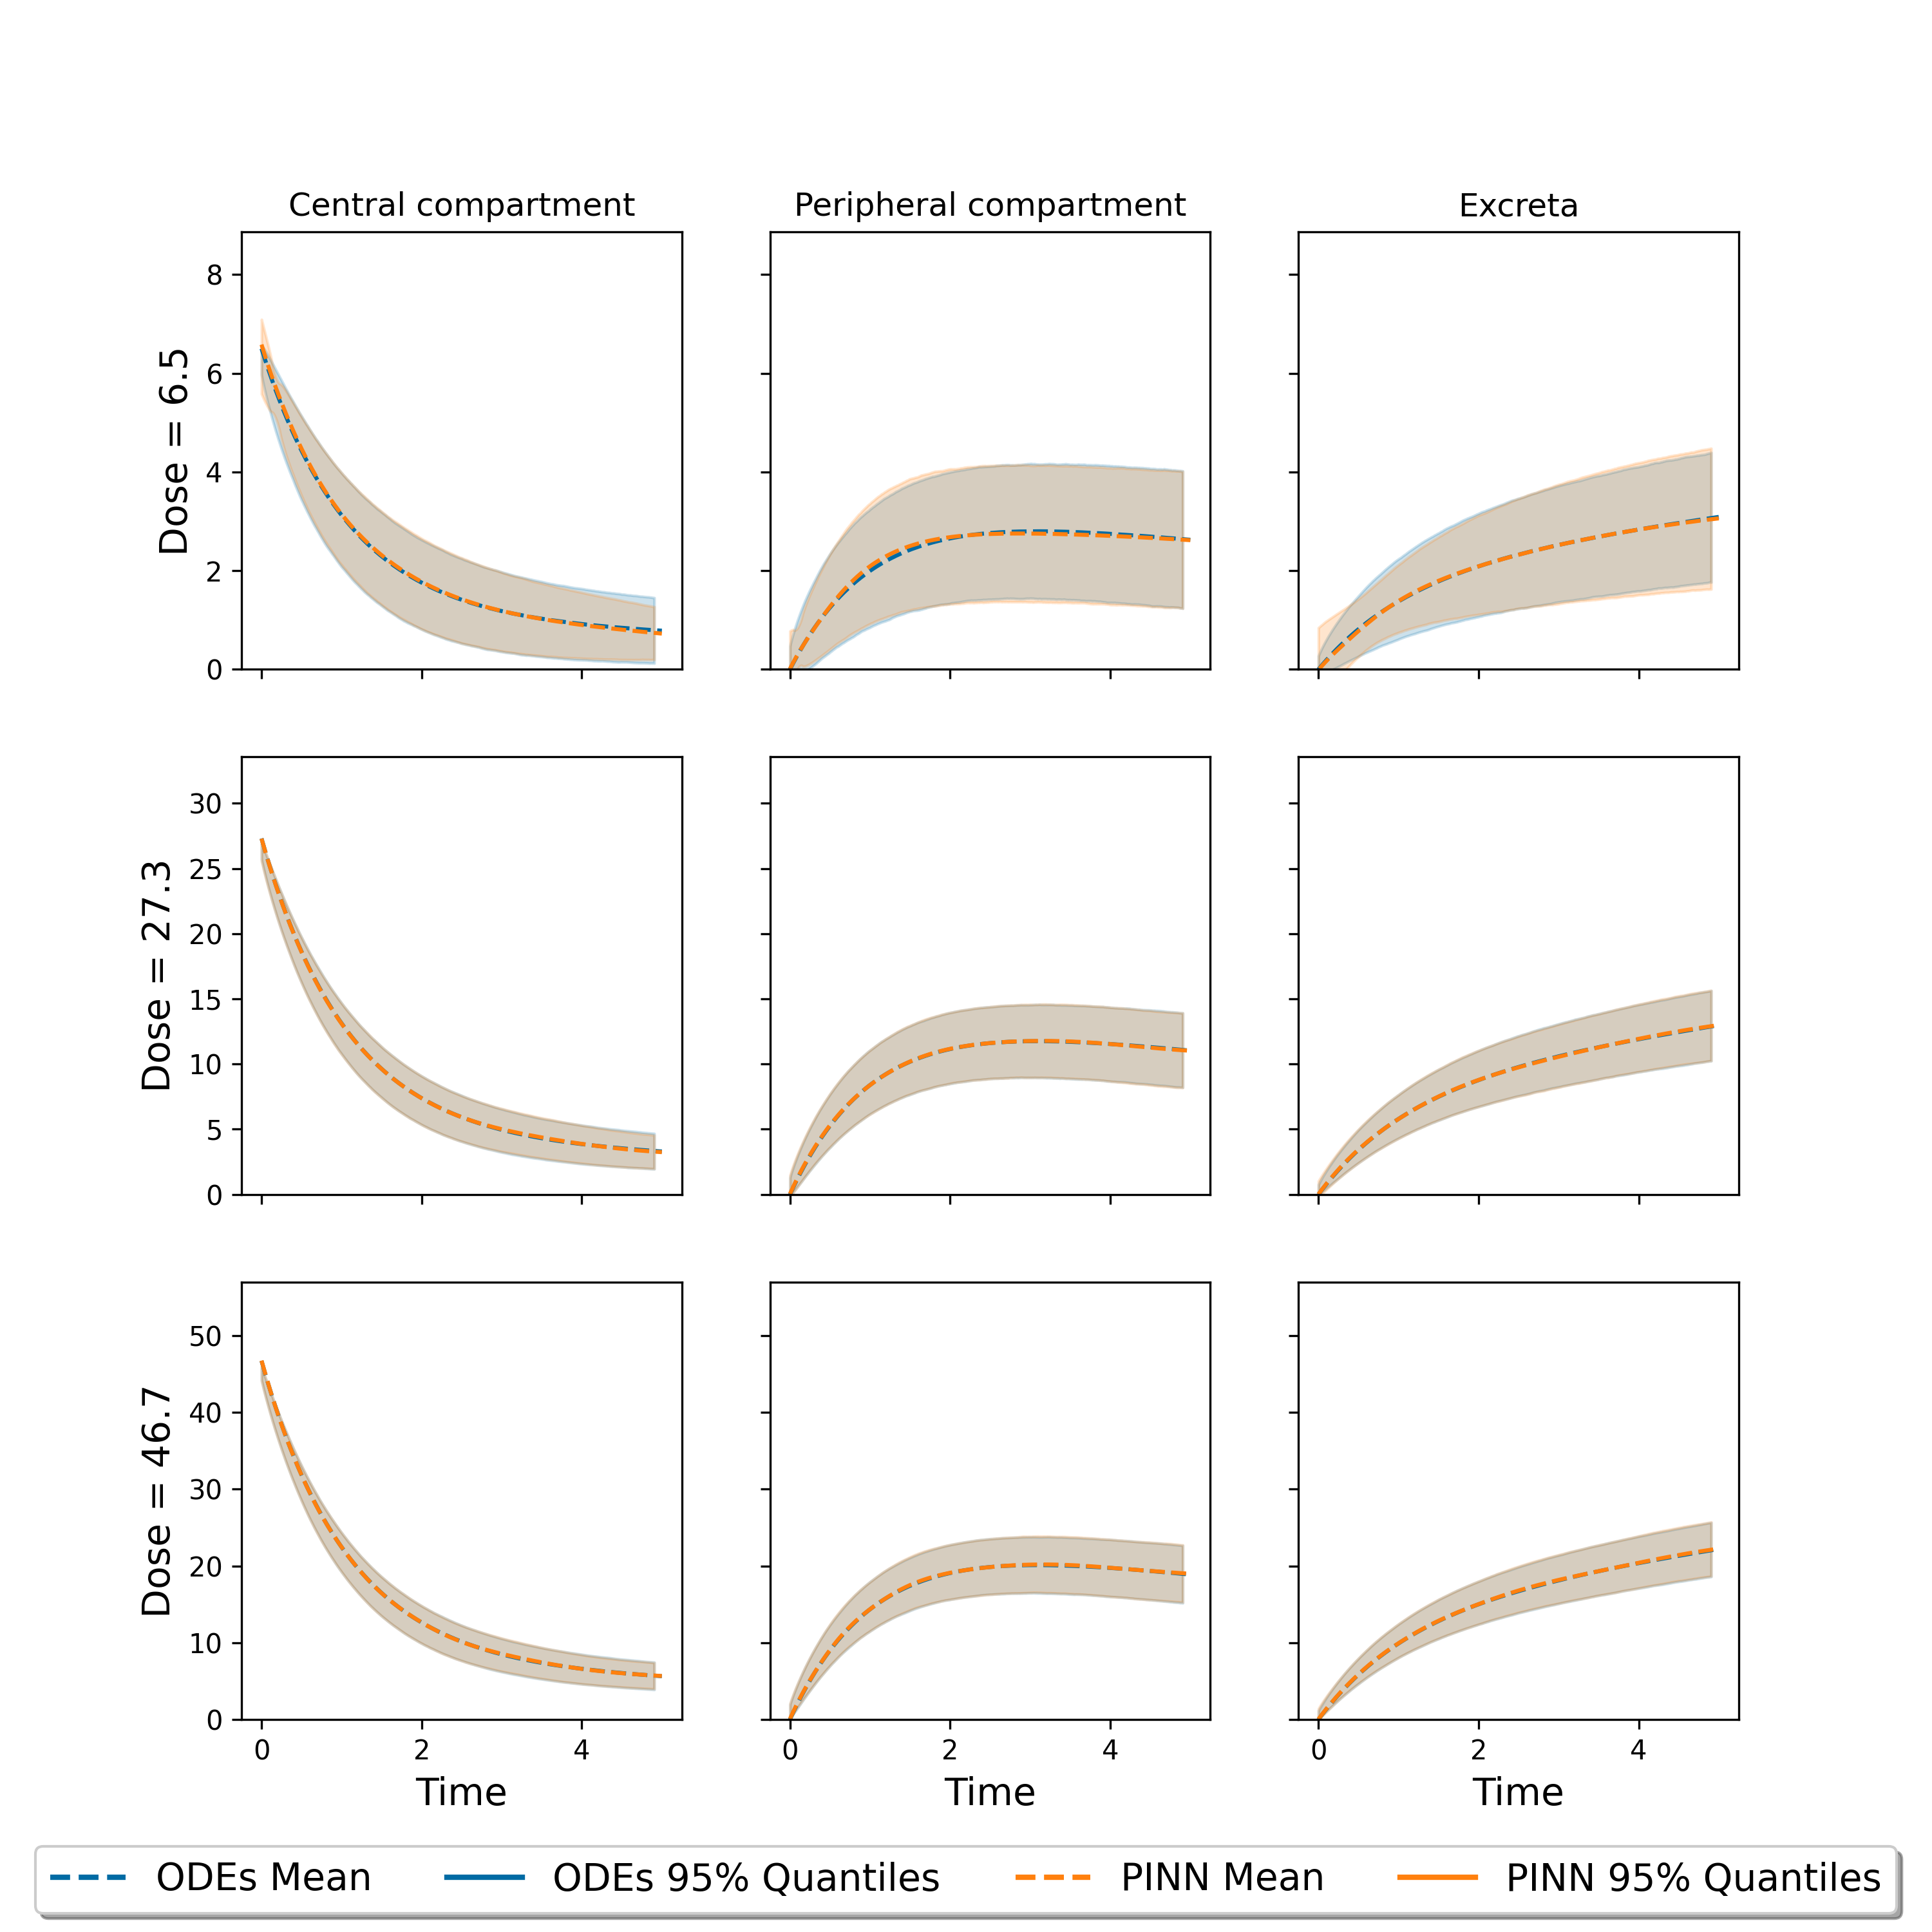 Central compartment Peripheral compartment Excreta
Dose = 6.5
8
6
4
2
0
Dose = 27.3
30
25
20
15
10
5
0
Dose = 46.7
50
40
30
20
10
0
0 2 4 0 2 4 0 2 4
Time Time Time
ODEs Mean ODEs 95% Quantiles PINN Mean PINN 95% Quantiles